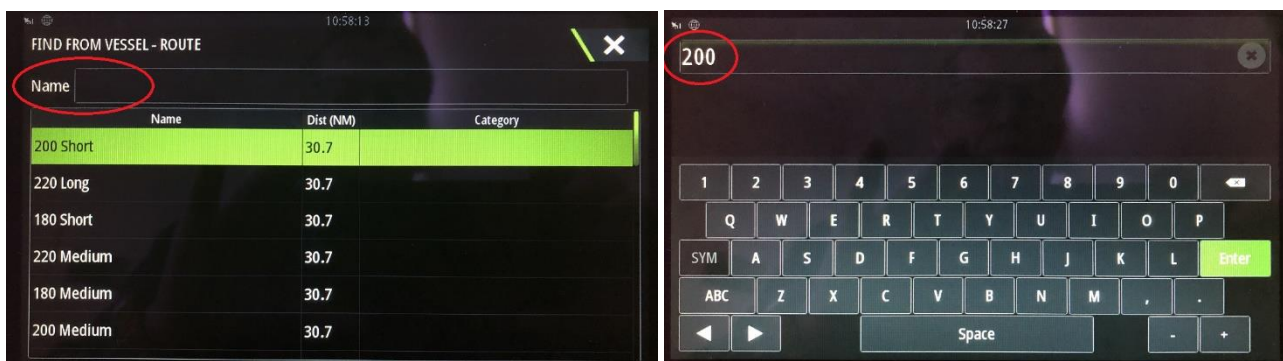 10:58:13
FIND FROM VESSEL - ROUTE
Name
Name Dist (NM) Category
200 Short 30.7
220 Long 30.7
180 Short 30.7
220 Medium 30.7
180 Medium 30.7
200 Medium 30.7
10:58:27
200
1 2 3 4 5 6 7 8 9 0
Q W E R T Y U I O P
SYM A S D F G H J K L Enter
ABC Z X C V B N M , .
Space - +